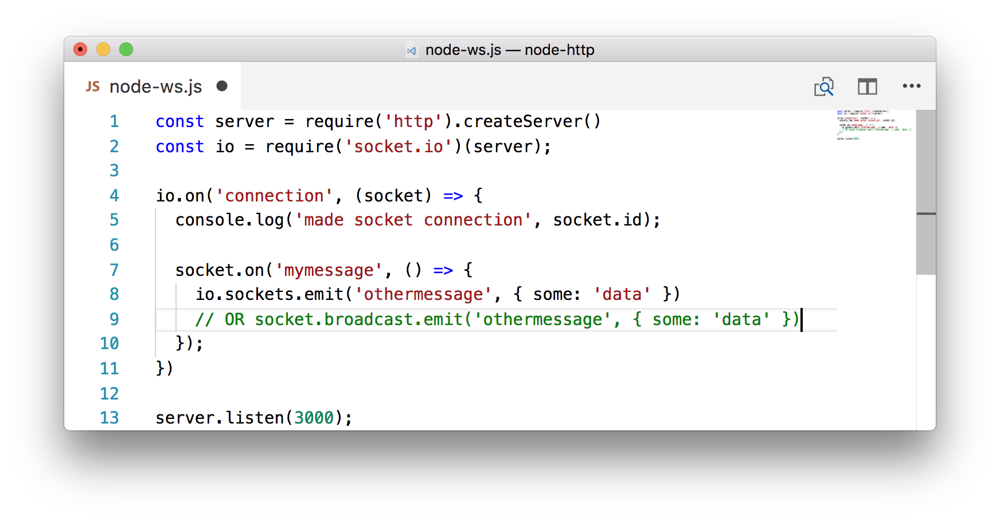 node-ws.js — node-http
JS node-ws.js
1 const server = require('http').createServer()
2 const io = require('socket.io')(server);
3
4 io.on('connection', (socket) => {
5   console.log('made socket connection', socket.id);
6
7   socket.on('mymessage', () => {
8     io.sockets.emit('othermessage', { some: 'data' })
9     // OR socket.broadcast.emit('othermessage', { some: 'data' })
10   });
11 })
12
13 server.listen(3000);